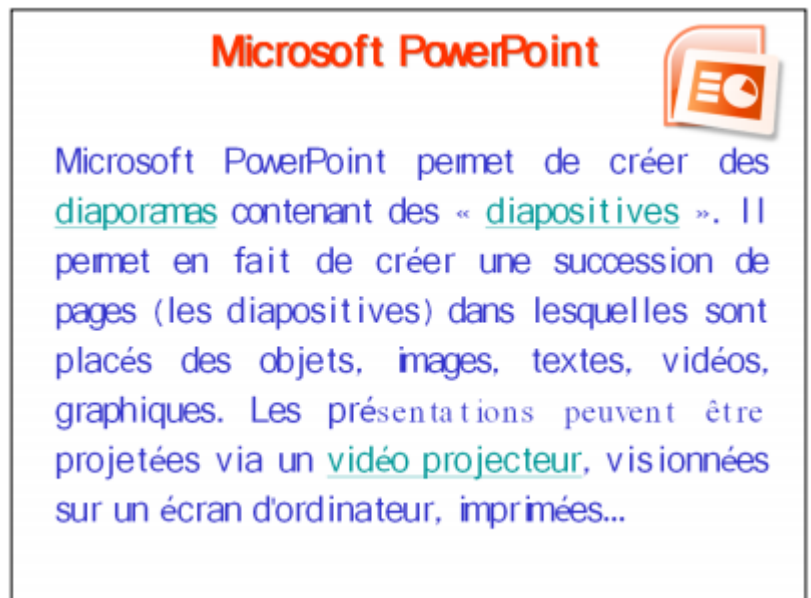 Microsoft PowerPoint
Microsoft PowerPoint permet de créer des
diaporamas contenant des « diapositives ». Il
permet en fait de créer une succession de
pages (les diapositives) dans lesquelles sont
placés des objets, images, textes, vidéos,
graphiques. Les présentations peuvent être
projetées via un vidéo projecteur, visionnées
sur un écran d'ordinateur, imprimées...